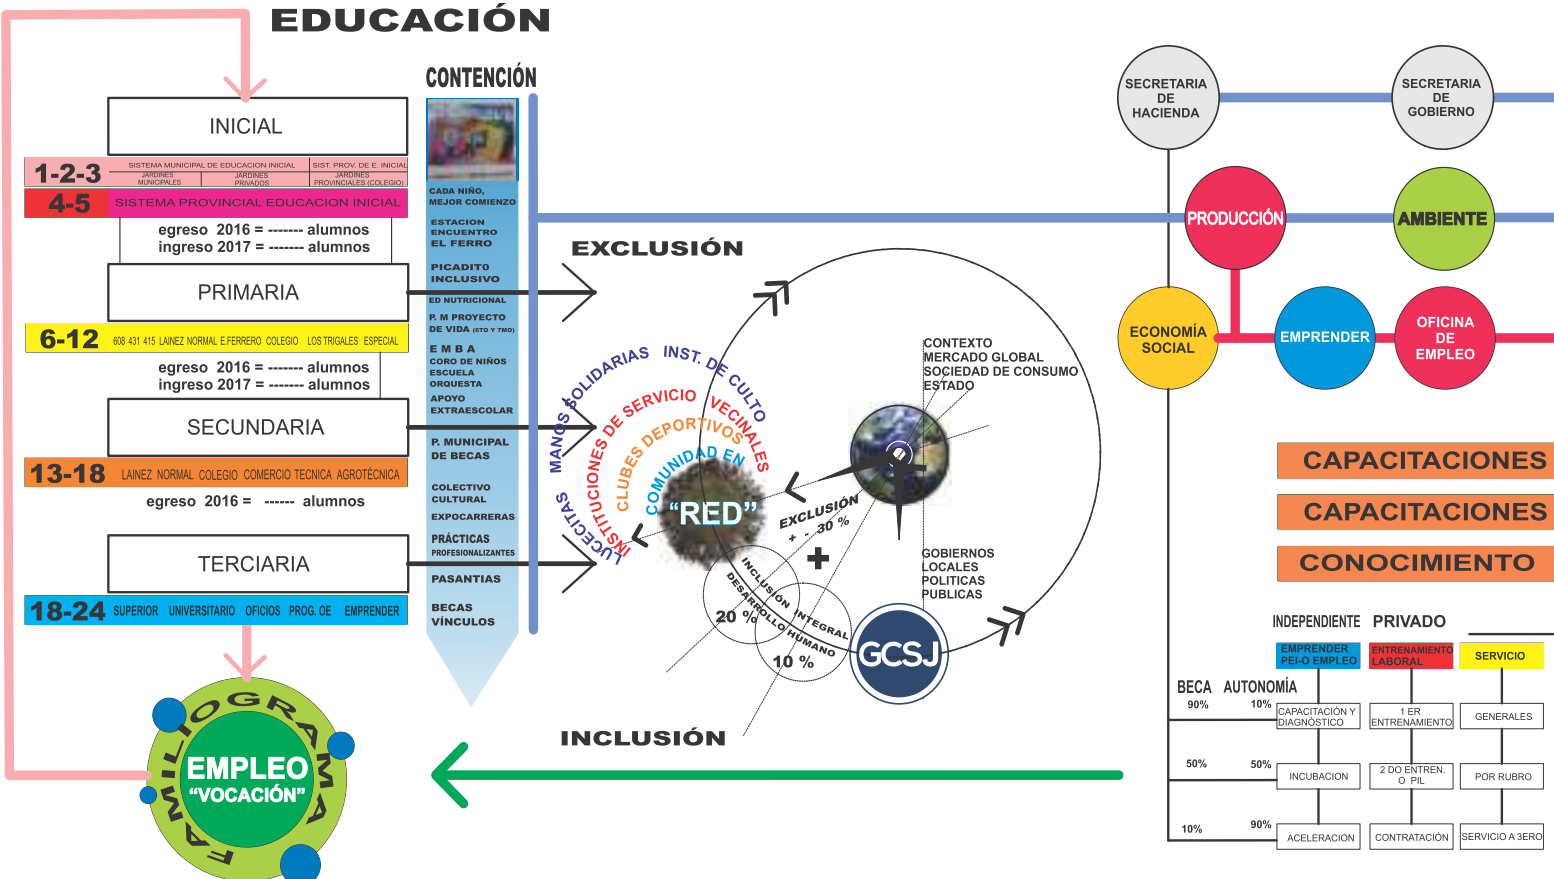 EDUCACIÓN
CONTENCIÓN
INICIAL
1-2-3
SISTEMA MUNICIPAL DE EDUCACION INICIAL
SIST. PROV. DE E. INICIAL
JARDINES
MUNICIPALES
JARDINES
PRIVADOS
JARDINES
PROVINCIALES (COLEGIO)
4-5 SISTEMA PROVINCIAL EDUCACION INICIAL
egreso 2016 = ------- alumnos
ingreso 2017 = ------- alumnos
PRIMARIA
6-12 608 431 415 LAINEZ NORMAL E.FERRERO COLEGIO LOS TRIGALES ESPECIAL
egreso 2016 = ------- alumnos
ingreso 2017 = ------- alumnos
SECUNDARIA
13-18 LAINEZ NORMAL COLEGIO COMERCIO TECNICA AGROTÉCNICA
egreso 2016 = ------ alumnos
TERCIARIA
18-24 SUPERIOR UNIVERSITARIO OFICIOS PROG. OE EMPRENDER
FAMILIOGRAMA
EMPLEO
“VOCACIÓN”
CADA NIÑO,
MEJOR COMIENZO
ESTACION
ENCUENTRO
EL FERRO
PICADITO
INCLUSIVO
ED NUTRICIONAL
P. M PROYECTO
DE VIDA (6TO Y 7MO)
E M B A
CORO DE NIÑOS
ESCUELA
ORQUESTA
APOYO
EXTRAESCOLAR
P. MUNICIPAL
DE BECAS
COLECTIVO
CULTURAL
EXPOCARRERAS
PRÁCTICAS
PROFESIONALIZANTES
PASANTIAS
BECAS
VÍNCULOS
EXCLUSIÓN
LUCECITAS MANOS SOLIDARIAS INST. DE CULTO
INSTITUCIONES DE SERVICIO VECINALES
CLUBES DEPORTIVOS
COMUNIDAD EN
“RED”
CONTEXTO
MERCADO GLOBAL
SOCIEDAD DE CONSUMO
ESTADO
EXCLUSIÓN
+ - 30 %
+
INCLUSIÓN INTEGRAL
DESARROLLO HUMANO
20 %
10 %
GOBIERNOS
LOCALES
POLITICAS
PUBLICAS
GCSJ
INCLUSIÓN
SECRETARIA
DE
HACIENDA
SECRETARIA
DE
GOBIERNO
PRODUCCIÓN
AMBIENTE
ECONOMÍA
SOCIAL
EMPRENDER
OFICINA
DE
EMPLEO
CAPACITACIONES
CAPACITACIONES
CONOCIMIENTO
INDEPENDIENTE PRIVADO
EMPRENDER
PEI-O EMPLEO
ENTRENAMIENTO
LABORAL
SERVICIO
BECA AUTONOMÍA
90% 10%
CAPACITACIÓN Y
DIAGNÓSTICO
1 ER
ENTRENAMIENTO
GENERALES
50% 50%
INCUBACION
2 DO ENTREN.
O PIL
POR RUBRO
10% 90%
ACELERACION
CONTRATACIÓN
SERVICIO A 3ERO